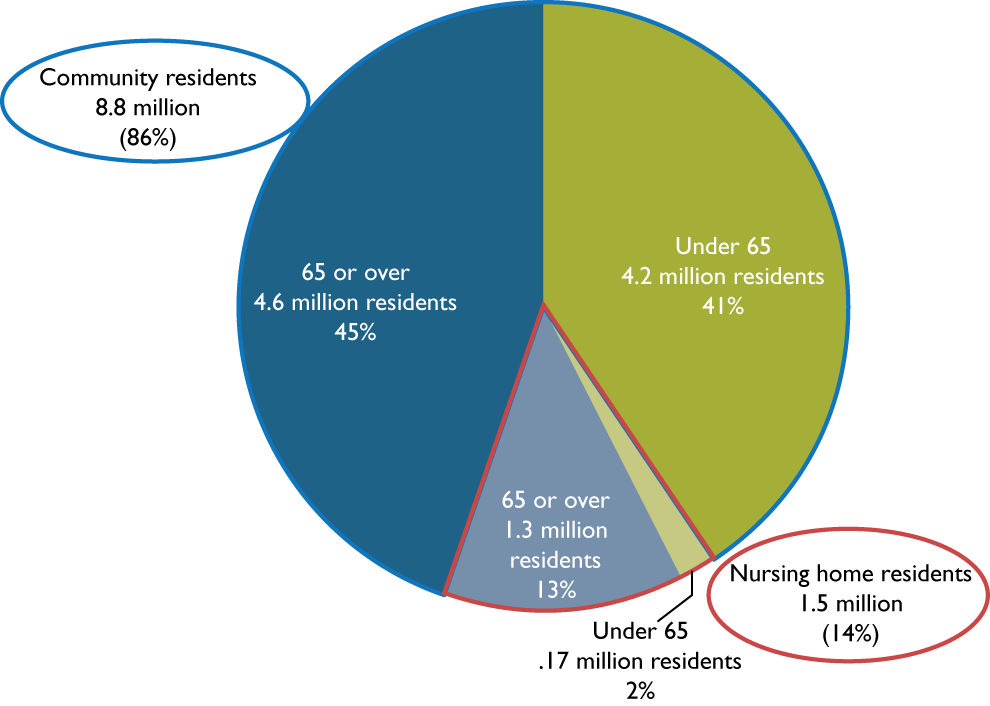 Community residents
8.8 million
(86%)
Under 65
4.2 million residents
41%
65 or over
4.6 million residents
45%
65 or over
1.3 million
residents
13%
Nursing home residents
1.5 million
(14%)
Under 65
.17 million residents
2%